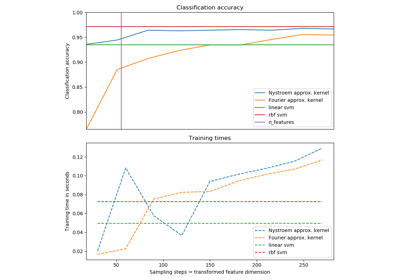 Classification accuracy
1.00
0.95
0.90
0.85
0.80
Classification accuracy
Nystroem approx. kernel
Fourier approx. kernel
linear svm
rbf svm
n_features
Training times
0.12
0.10
0.08
0.06
0.04
0.02
Training time in seconds
Nystroem approx. kernel
Fourier approx. kernel
linear svm
rbf svm
50
100
150
200
250
Sampling steps = transformed feature dimension